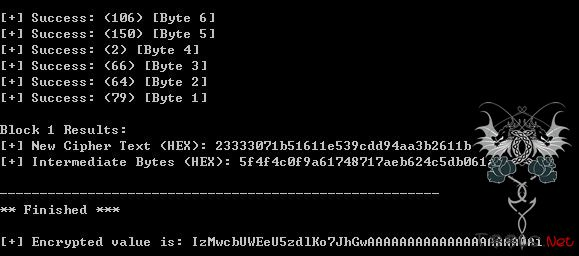 [+] Success: (106) [Byte 6]
[+] Success: (150) [Byte 5]
[+] Success: (2) [Byte 4]
[+] Success: (66) [Byte 3]
[+] Success: (64) [Byte 2]
[+] Success: (79) [Byte 1]
Block 1 Results:
[+] New Cipher Text (HEX): 23333071b51611e539cdd94aa3b2611b
[+] Intermediate Bytes (HEX):
** Finished ***
[+] Encrypted value is:
Net